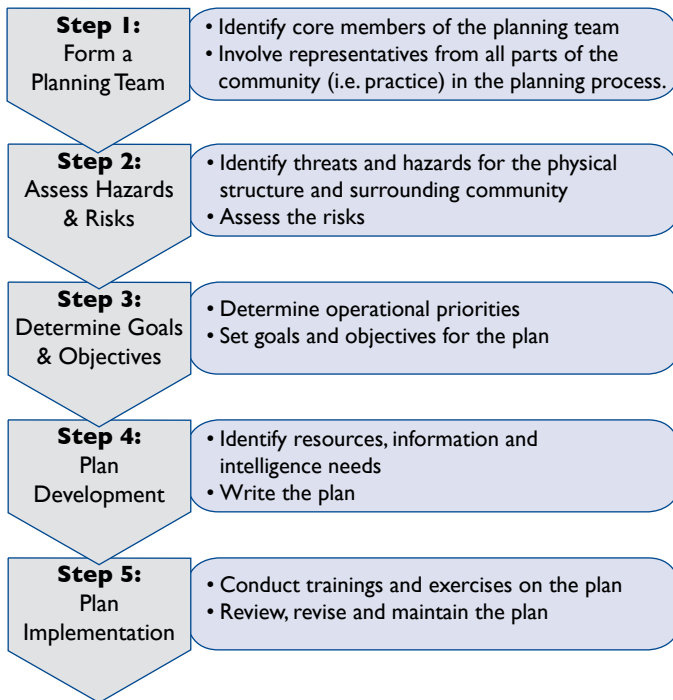 Step 1:
Form a
Planning Team
• Identify core members of the planning team
• Involve representatives from all parts of the
community (i.e. practice) in the planning process.
Step 2:
Assess Hazards
& Risks
• Identify threats and hazards for the physical
structure and surrounding community
• Assess the risks
Step 3:
Determine Goals
& Objectives
• Determine operational priorities
• Set goals and objectives for the plan
Step 4:
Plan
Development
• Identify resources, information and
intelligence needs
• Write the plan
Step 5:
Plan
Implementation
• Conduct trainings and exercises on the plan
• Review, revise and maintain the plan